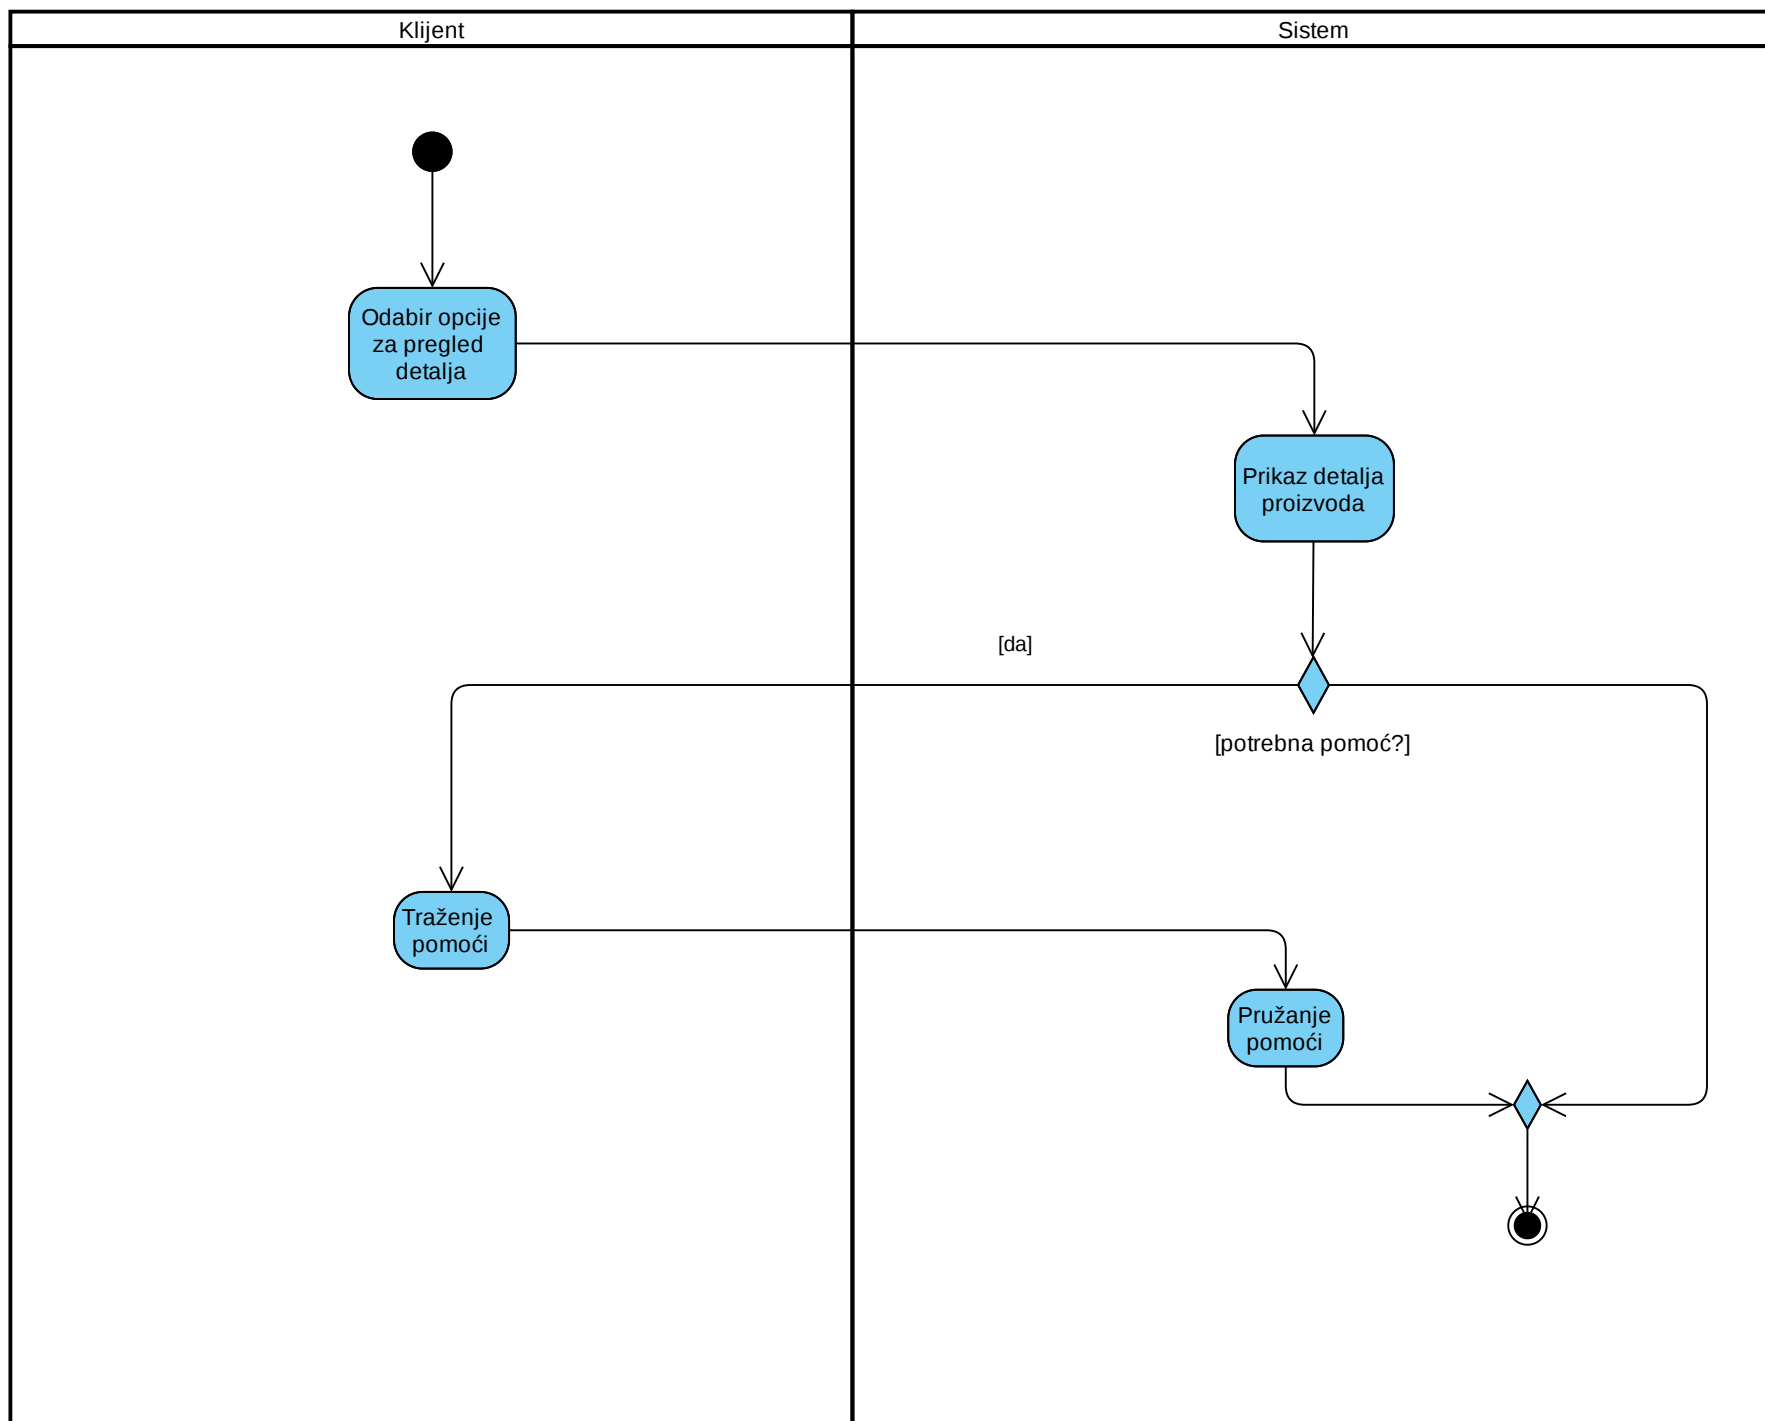 Klijent
Sistem
Odabir opcije
za pregled
detalja
Prikaz detalja
proizvoda
[da]
[potrebna pomoć?]
Traženje
pomoći
Pružanje
pomoći